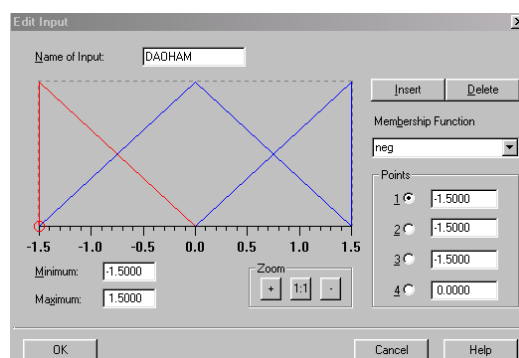 Edit Input
Name of Input: DAOHAM
Insert Delete
Membership Function
neg
Points
1 -1.5000
2 -1.5000
3 -1.5000
4 0.0000
-1.5 -1.0 -0.5 0.0 0.5 1.0 1.5
Minimum: -1.5000
Maximum: 1.5000
Zoom
+ 1:1 -
OK Cancel Help